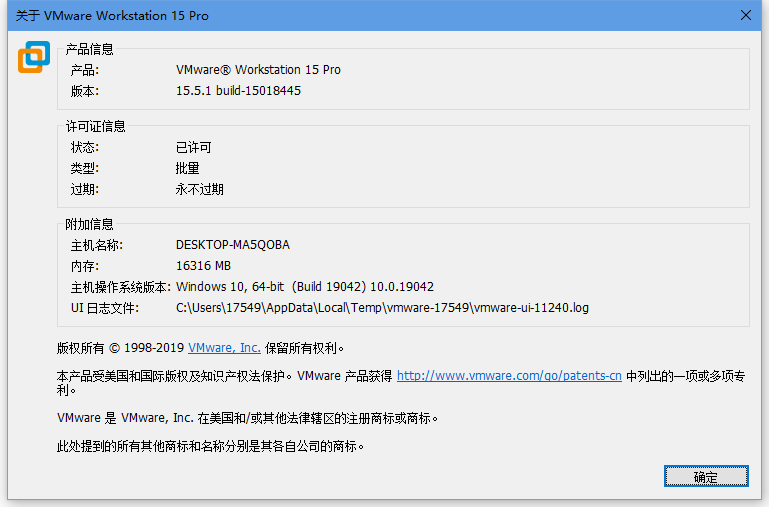 关于 VMware Workstation 15 Pro
产品信息
产品: VMware® Workstation 15 Pro
版本: 15.5.1 build-15018445
许可证信息
状态: 已许可
类型: 批量
过期: 永不过期
附加信息
主机名称: DESKTOP-MA5QOBA
内存: 16316 MB
主机操作系统版本: Windows 10, 64-bit (Build 19042) 10.0.19042
UI 日志文件: C:\Users\17549\AppData\Local\Temp\vmware-17549\vmware-ui-11240.log
版权所有 © 1998-2019 VMware, Inc. 保留所有权利。
本产品受美国和国际版权及知识产权法保护。VMware 产品获得 http://www.vmware.com/go/patents-cn 中列出的一项或多项专
利。
VMware 是 VMware, Inc. 在美国和/或其他法律辖区的注册商标或商标。
此处提到的所有其他商标和名称分别是其各自公司的商标。
确定